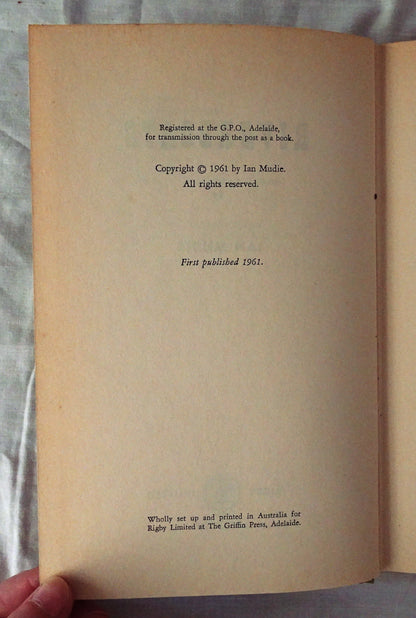 Registered at the G.P.O., Adelaide,
for transmission through the post as a book.
Copyright © 1961 by Ian Mudie.
All rights reserved.
First published 1961.
Wholly set up and printed in Australia for
Rigby Limited at The Griffin Press, Adelaide.